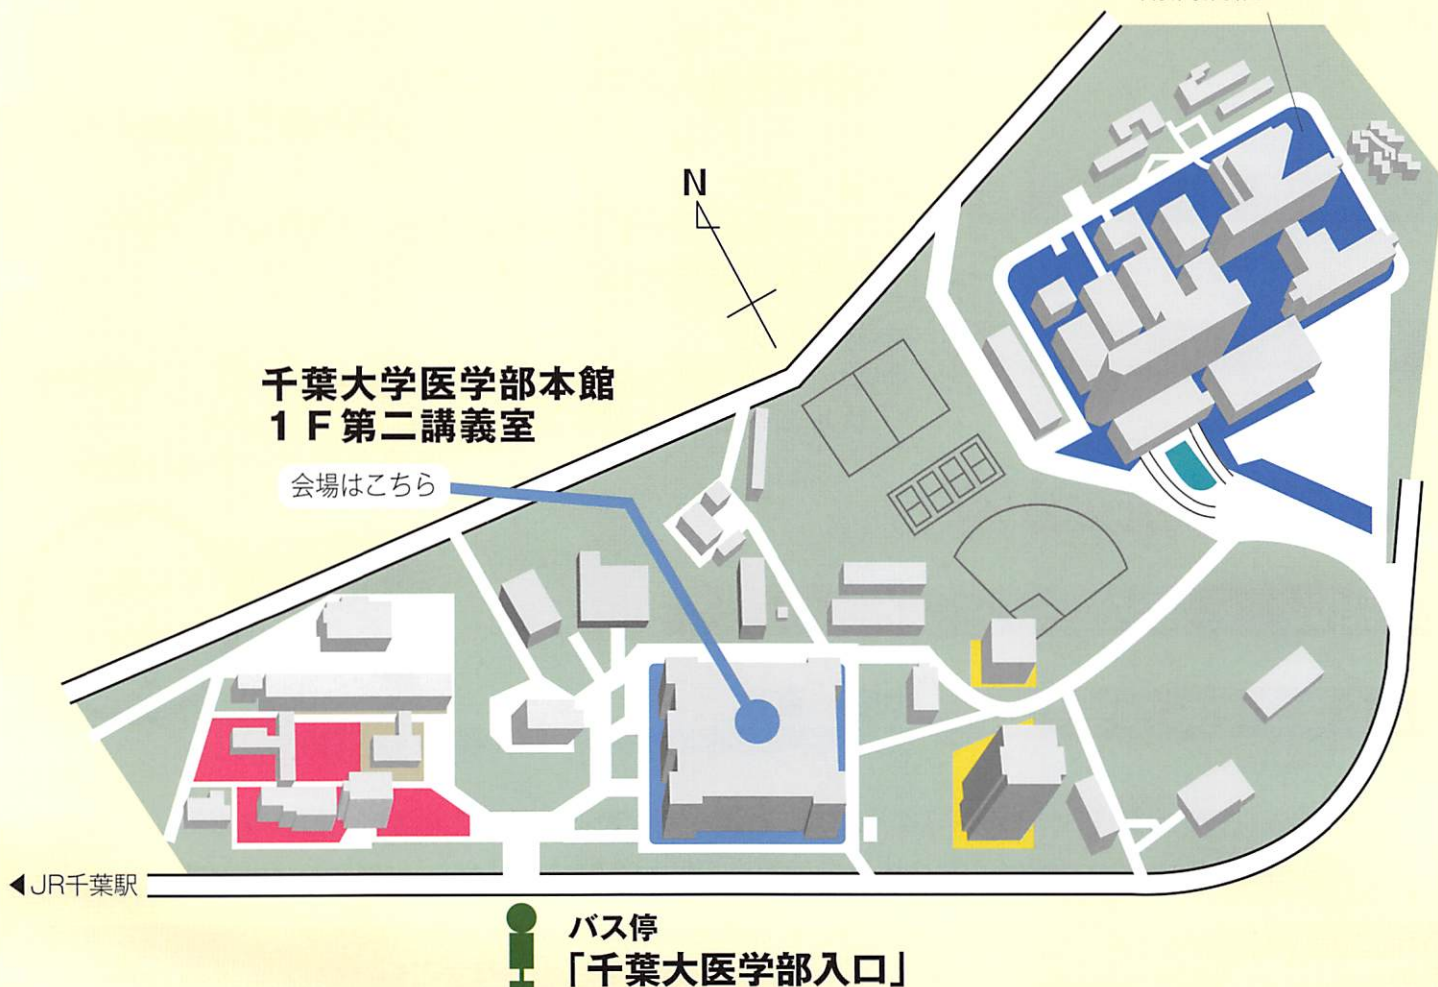 N
千葉大学医学部本館
1F第二講義室
会場はこちら
◀JR千葉駅
バス停
「千葉大医学部入口」